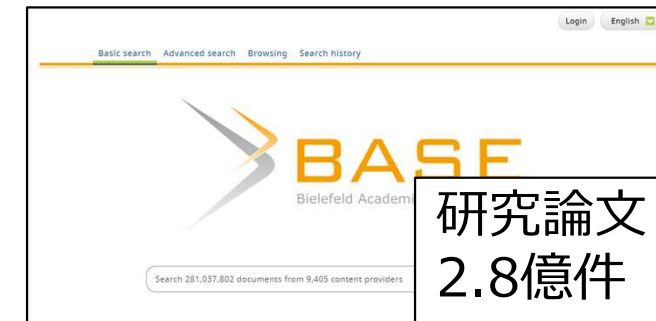 Login English
Basic search Advanced search Browsing Search history
BASE
Bielefeld Academi
研究論文
2.8億件
Search 281,037,802 documents from 9,405 content providers